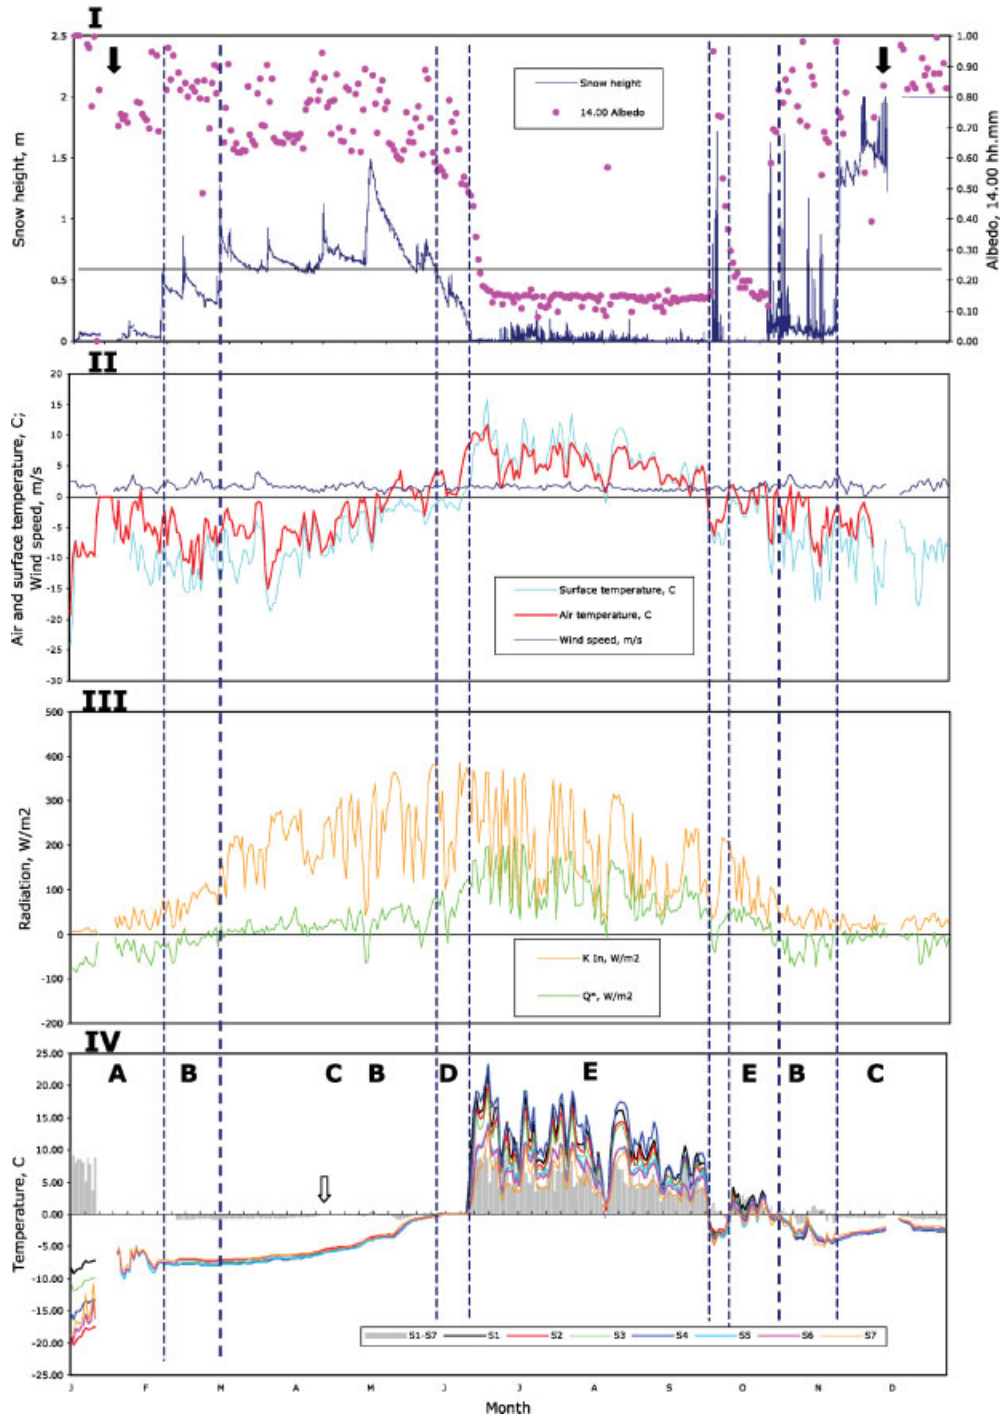 I
2.5
2
1.5
1
0.5
0
Snow height, m
Snow height
14.00 Albedo
1.00
0.90
0.80
0.70
0.60
0.50
0.40
0.30
0.20
0.10
0.00
Albedo, 14.00 hh.mm
II
20
15
10
5
0
-5
-10
-15
-20
-25
-30
Air and surface temperature, C;
Wind speed, m/s
Surface temperature, C
Air temperature, C
Wind speed, m/s
III
500
400
300
200
100
0
-100
-200
Radiation, W/m2
K In, W/m2
Q*, W/m2
IV
25.00
20.00
15.00
10.00
5.00
0.00
-5.00
-10.00
-15.00
-20.00
-25.00
Temperature, C
A B C B D E E B C
S1-S7 S1 S2 S3 S4 S5 S6 S7
J F M A M J J A S O N D
Month